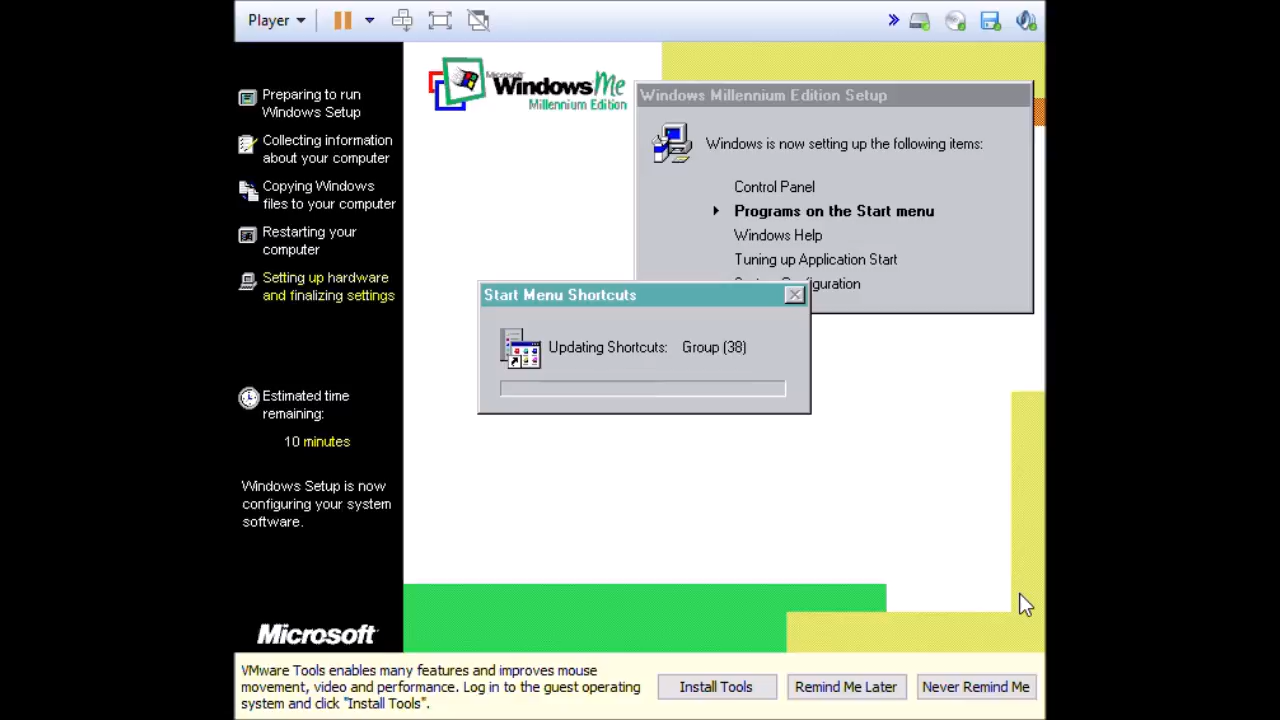 Player
Preparing to run
Windows Setup
Collecting information
about your computer
Copying Windows
files to your computer
Restarting your
computer
Setting up hardware
and finalizing settings
Estimated time
remaining:
10 minutes
Windows Setup is now
configuring your system
software.
Microsoft
Microsoft
Windows Me
Millennium Edition
Windows Millennium Edition Setup
Windows is now setting up the following items:
Control Panel
Programs on the Start menu
Windows Help
Tuning up Application Start
Start Menu Shortcuts
Updating Shortcuts: Group (38)
VMware Tools enables many features and improves mouse
movement, video and performance. Log in to the guest operating
system and click "Install Tools".
Install Tools
Remind Me Later
Never Remind Me